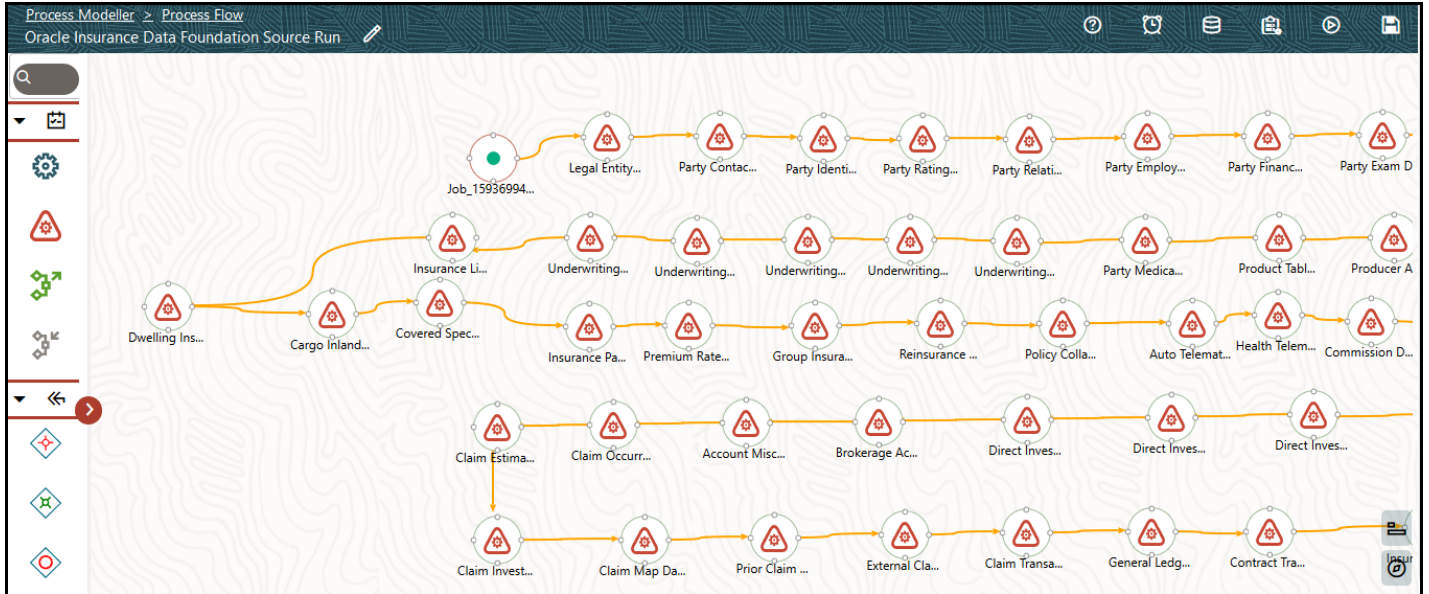 Process Modeller > Process Flow
Oracle Insurance Data Foundation Source Run
Job_15936994...
Legal Entity...
Party Contac...
Party Identi...
Party Rating...
Party Relati...
Party Employ...
Party Financ...
Party Exam D
Insurance Li...
Underwriting...
Underwriting...
Underwriting...
Underwriting...
Underwriting...
Party Medica...
Product Tabl...
Producer A
Dwelling Ins...
Cargo Inland...
Covered Spec...
Insurance Pa...
Premium Rate...
Group Insura...
Reinsurance ...
Policy Colla...
Auto Telemat...
Health Telem...
Commission D...
Claim Estima...
Claim Occurr...
Account Misc...
Brokerage Ac...
Direct Inves...
Direct Inves...
Direct Inves...
Claim Invest...
Claim Map Da...
Prior Claim ...
External Cla...
Claim Transa...
General Ledg...
Contract Tra...
Insur